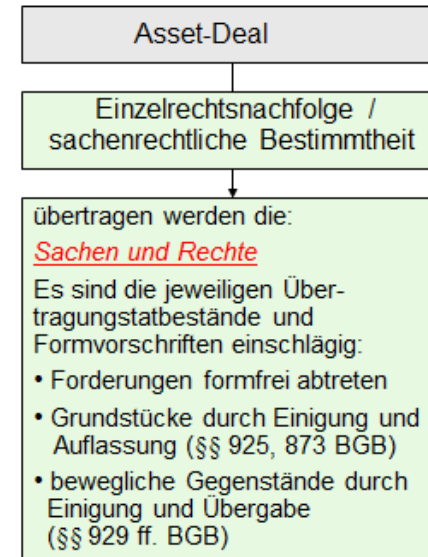 Asset-Deal
Einzelrechtsnachfolge /
sachenrechtliche Bestimmtheit
übertragen werden die:
Sachen und Rechte
Es sind die jeweiligen Über-
tragungstatbestände und
Formvorschriften einschlägig:
• Forderungen formfrei abtreten
• Grundstücke durch Einigung und
Auflassung (§§ 925, 873 BGB)
• bewegliche Gegenstände durch
Einigung und Übergabe
(§§ 929 ff. BGB)